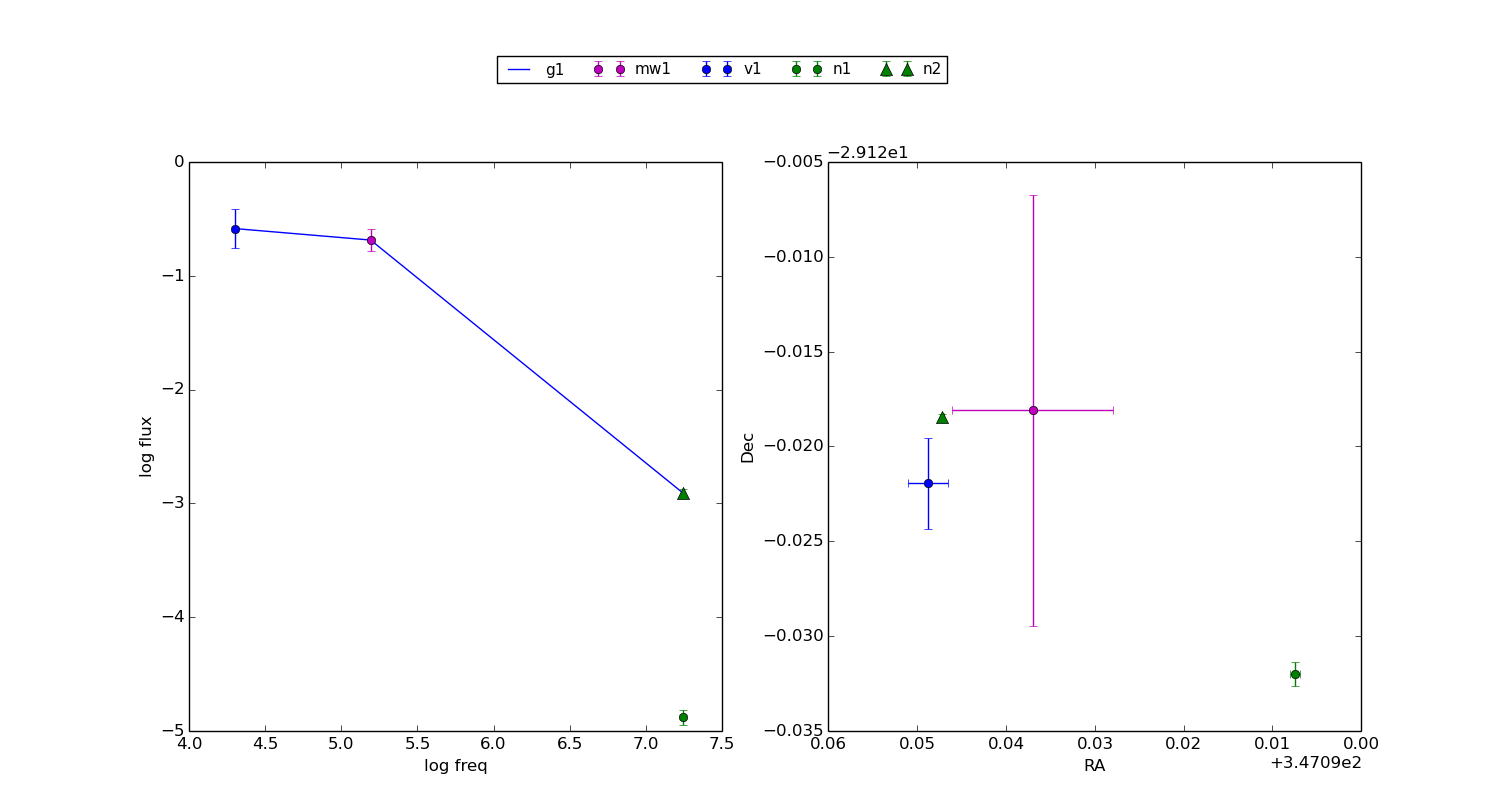 g1 mw1 v1 n1 n2
0
−1
−2
−3
−4
−5
log flux
4.0 4.5 5.0 5.5 6.0 6.5 7.0 7.5
log freq
−2.912e1
−0.005
−0.010
−0.015
−0.020
−0.025
−0.030
−0.035
Dec
0.06 0.05 0.04 0.03 0.02 0.01 0.00
+3.4709e2
RA